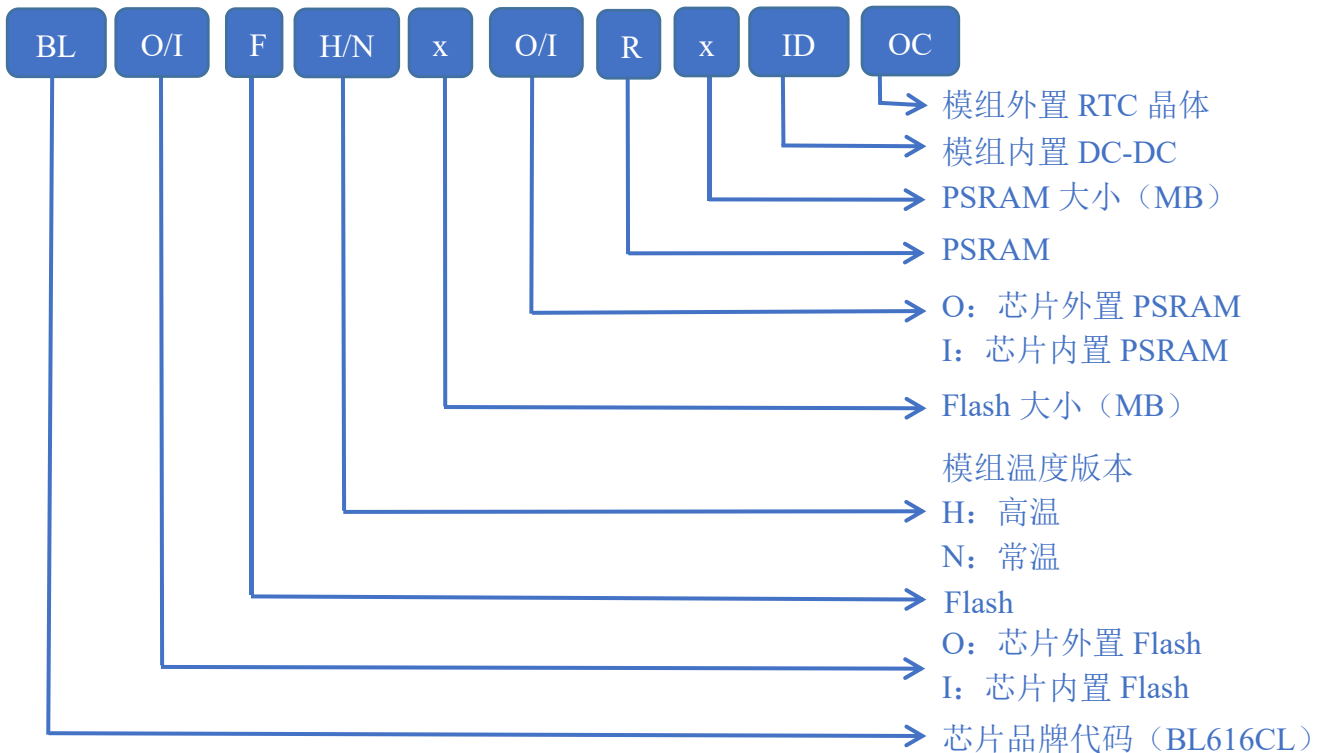 BL O/I F H/N x O/I R x ID OC
模组外置 RTC 晶体
模组内置 DC-DC
PSRAM 大小（MB）
PSRAM
O：芯片外置 PSRAM
I：芯片内置 PSRAM
Flash 大小（MB）
模组温度版本
H：高温
N：常温
Flash
O：芯片外置 Flash
I：芯片内置 Flash
芯片品牌代码（BL616CL）